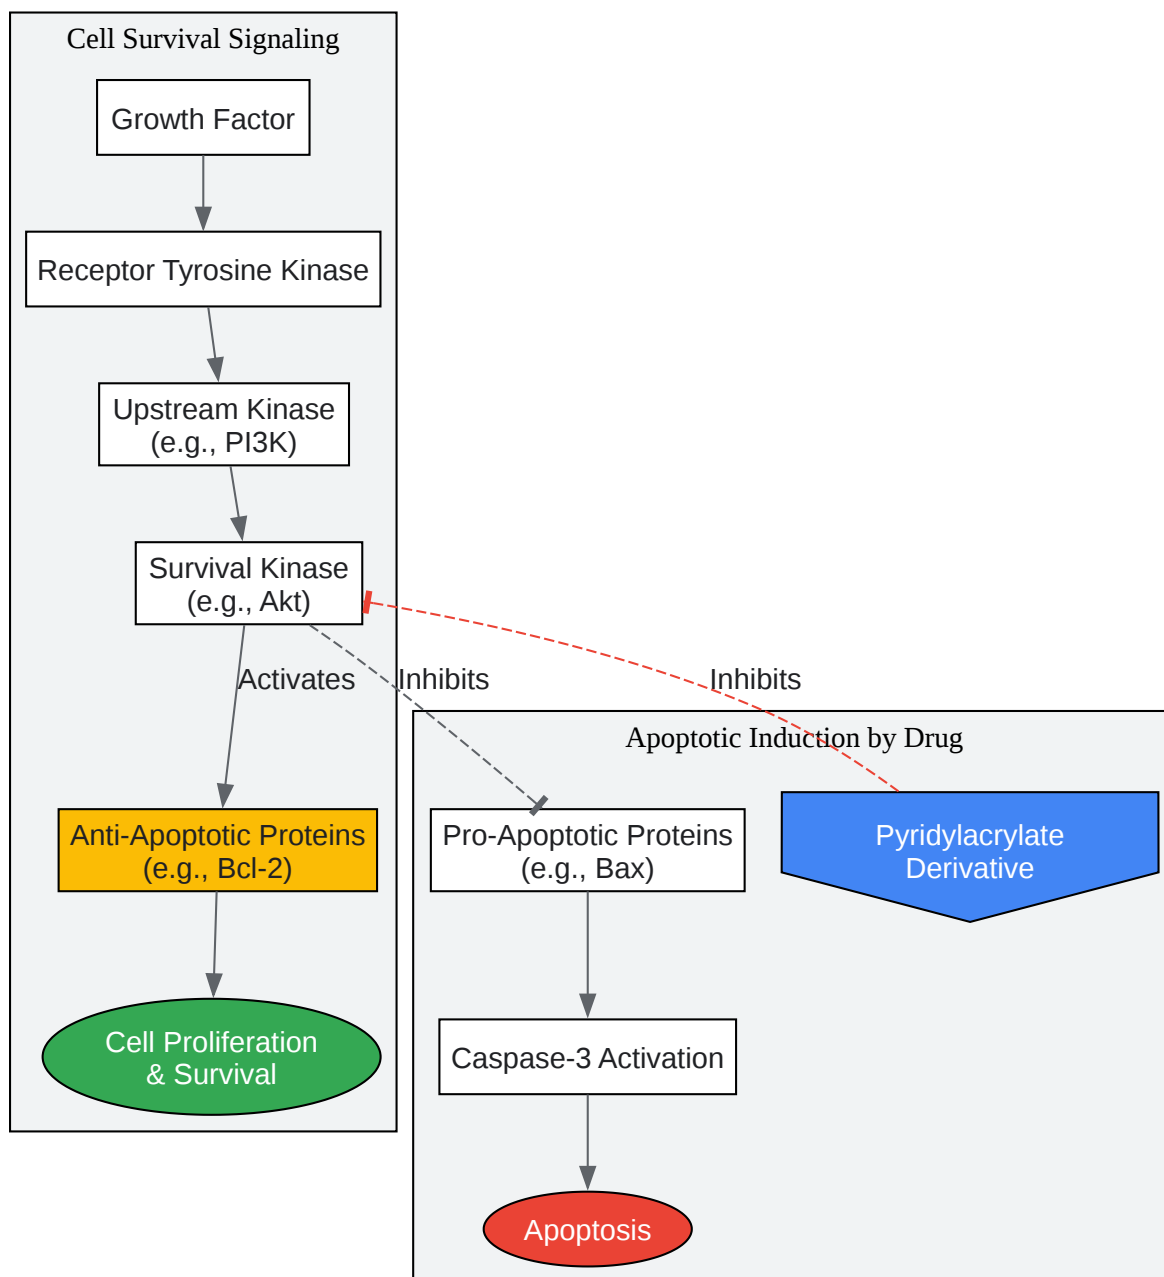 Cell Survival Signaling
Growth Factor
Receptor Tyrosine Kinase
Upstream Kinase
(e.g., PI3K)
Survival Kinase
(e.g., Akt)
Activates
Inhibits
Inhibits
Apoptotic Induction by Drug
Anti-Apoptotic Proteins
(e.g., Bcl-2)
Pro-Apoptotic Proteins
(e.g., Bax)
Pyridylacrylate
Derivative
Cell Proliferation
& Survival
Caspase-3 Activation
Apoptosis